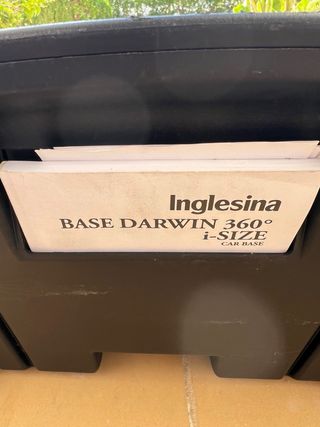 Inglesina
BASE DARWIN 360°
i-SIZE
CAR BASE